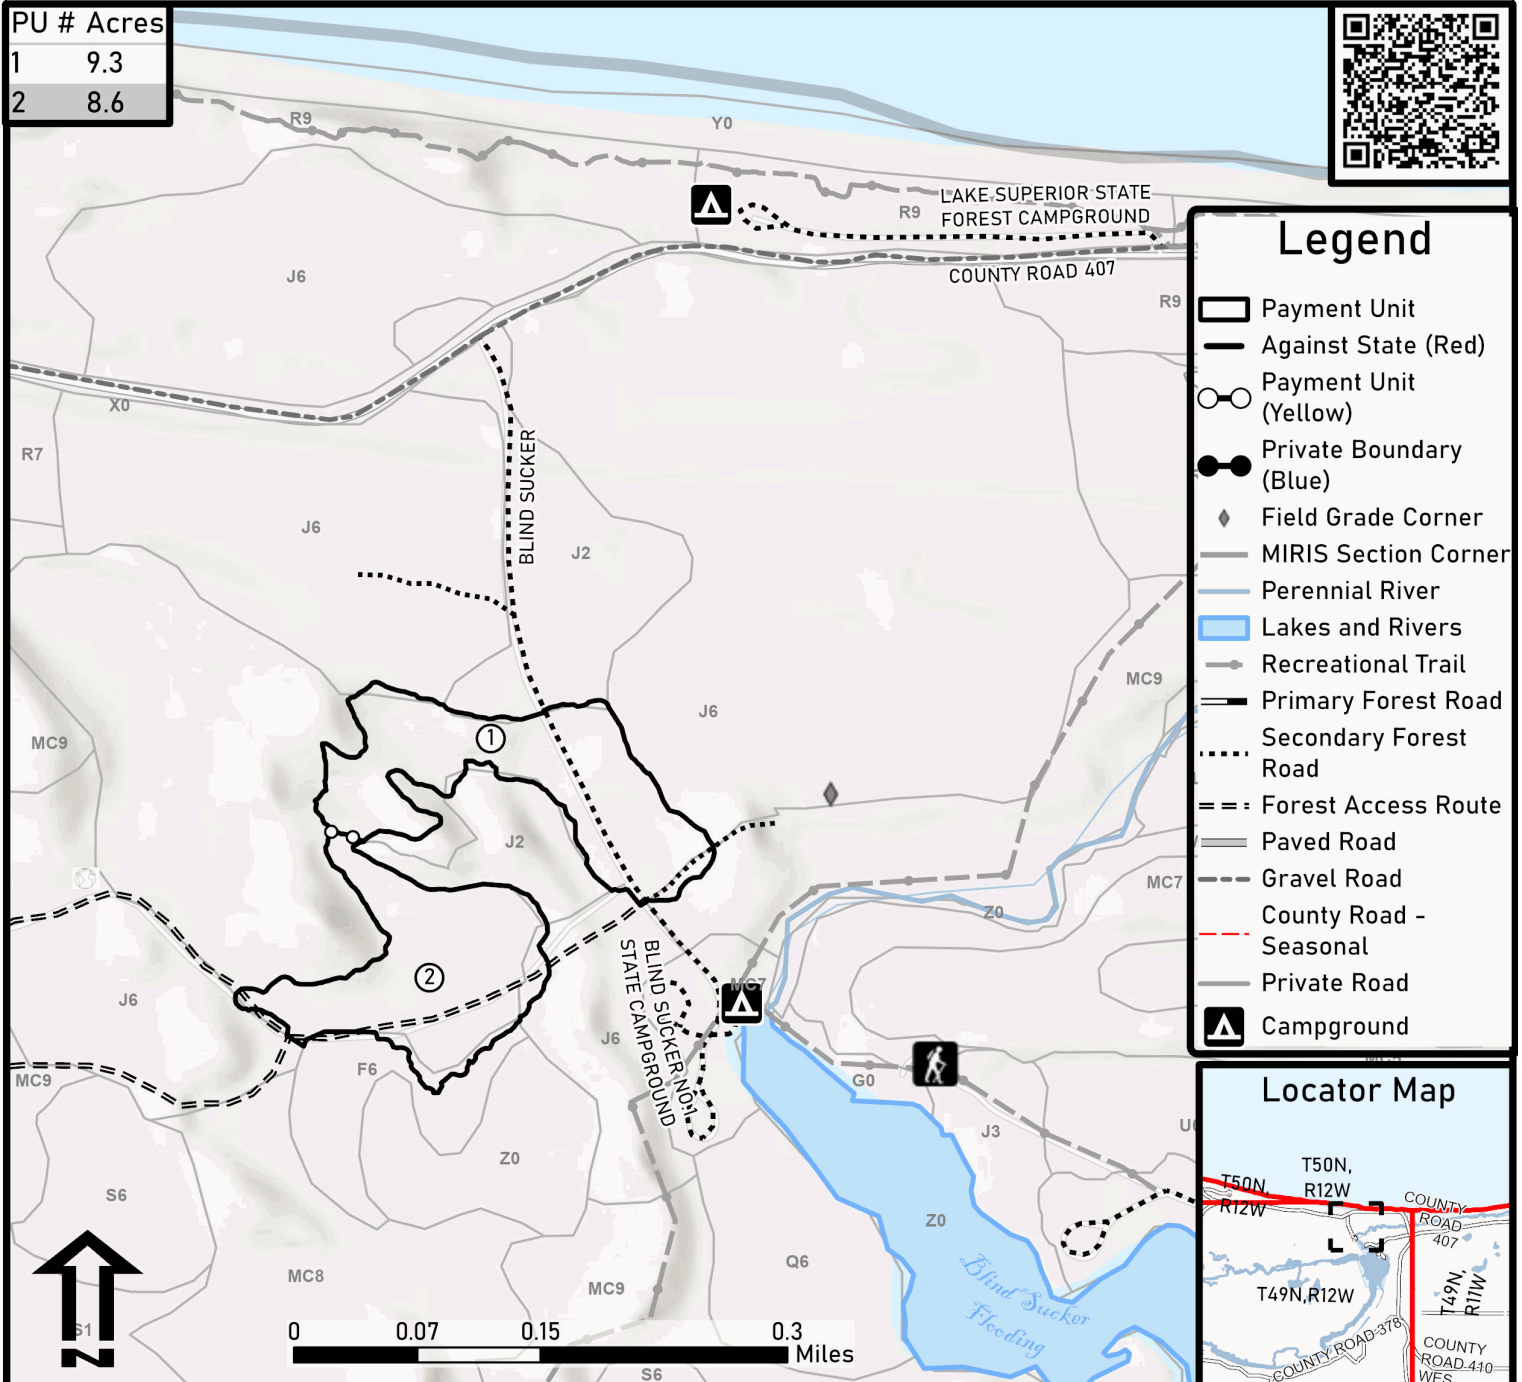 PU # Acres
1 9.3
2 8.6
R9
Y0
LAKE SUPERIOR STATE
FOREST CAMPGROUND
R9
COUNTY ROAD 407
J6
R9
X0
R7
BLIND SUCKER
J6
J2
J6
MC9
MC9
1
J2
MC7
Z0
2
BLIND SUCKER NO.1
STATE CAMPGROUND
MC7
J6
J6
MC9
F6
G0
J3
Z0
S6
Z0
Q6
MC8
MC9
Blind Sucker
Flooding
S1
N
0 0.07 0.15 0.3
Miles
S6
Legend
Payment Unit
Against State (Red)
Payment Unit
(Yellow)
Private Boundary
(Blue)
Field Grade Corner
MIRIS Section Corner
Perennial River
Lakes and Rivers
Recreational Trail
Primary Forest Road
Secondary Forest
Road
Forest Access Route
Paved Road
Gravel Road
County Road -
Seasonal
Private Road
Campground
Locator Map
T50N,
R12W
T50N,
R12W
COUNTY
ROAD
407
T49N,R12W
T49N,
R11W
COUNTY ROAD 378
COUNTY
ROAD 410
WES